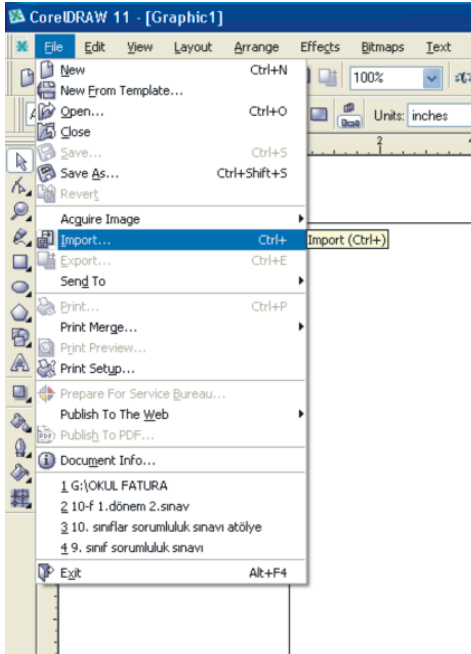 CorelDRAW 11 - [Graphic1]
File Edit View Layout Arrange Effects Bitmaps Text
New Ctrl+N
100%
New From Template...
Open... Ctrl+O
Units: inches
Close
Save... Ctrl+S
2
Save As... Ctrl+Shift+S
Revert
Acquire Image
Import... Ctrl+
Import (Ctrl+)
Export... Ctrl+E
Send To
Print... Ctrl+P
Print Merge...
Print Preview...
Print Setup...
Prepare For Service Bureau...
Publish To The Web
Publish To PDF...
Document Info...
1 G:\OKUL FATURA
2 10-f 1.dönem 2.sınav
3 10. sınıflar sorumluluk sınavı atölye
4 9. sınıf sorumluluk sınavı
Exit Alt+F4